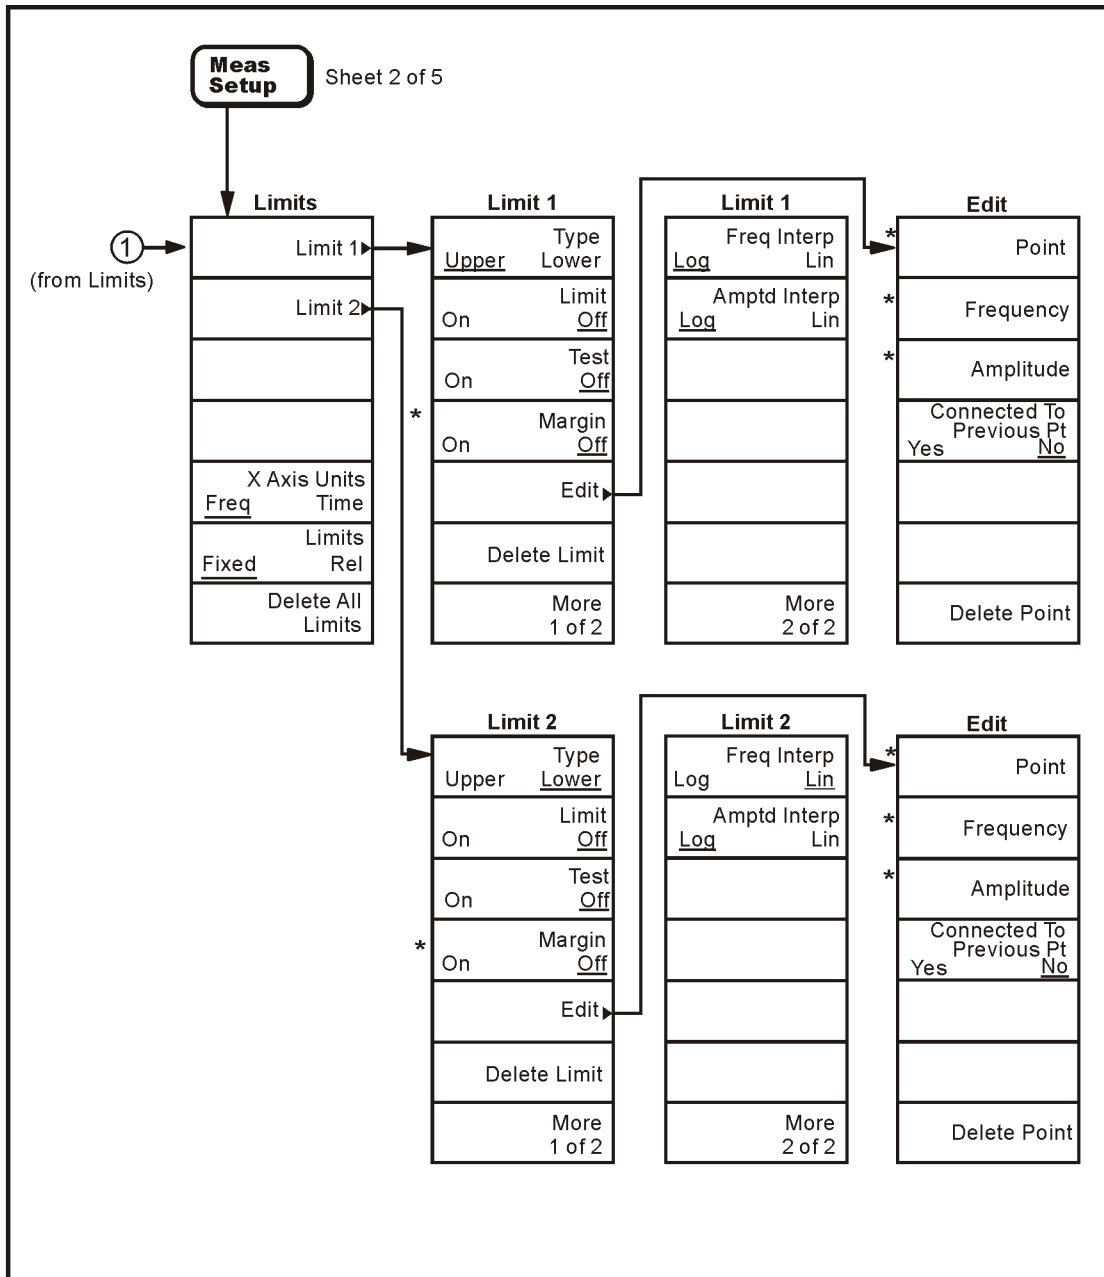 Meas
Setup
Sheet 2 of 5
1
(from Limits)
Limits
Limit 1
Limit 2
X Axis Units
Freq Time
Limits
Fixed Rel
Delete All
Limits
Limit 1
Type
Upper Lower
Limit
On Off
Test
On Off
*
Margin
On Off
Edit
Delete Limit
More
1 of 2
Limit 1
Freq Interp
Log Lin
Amptd Interp
Log Lin
More
2 of 2
Edit
*
Point
*
Frequency
*
Amplitude
Connected To
Previous Pt
Yes No
Delete Point
Limit 2
Type
Upper Lower
Limit
On Off
Test
On Off
*
Margin
On Off
Edit
Delete Limit
More
1 of 2
Limit 2
Freq Interp
Log Lin
Amptd Interp
Log Lin
More
2 of 2
Edit
*
Point
*
Frequency
*
Amplitude
Connected To
Previous Pt
Yes No
Delete Point